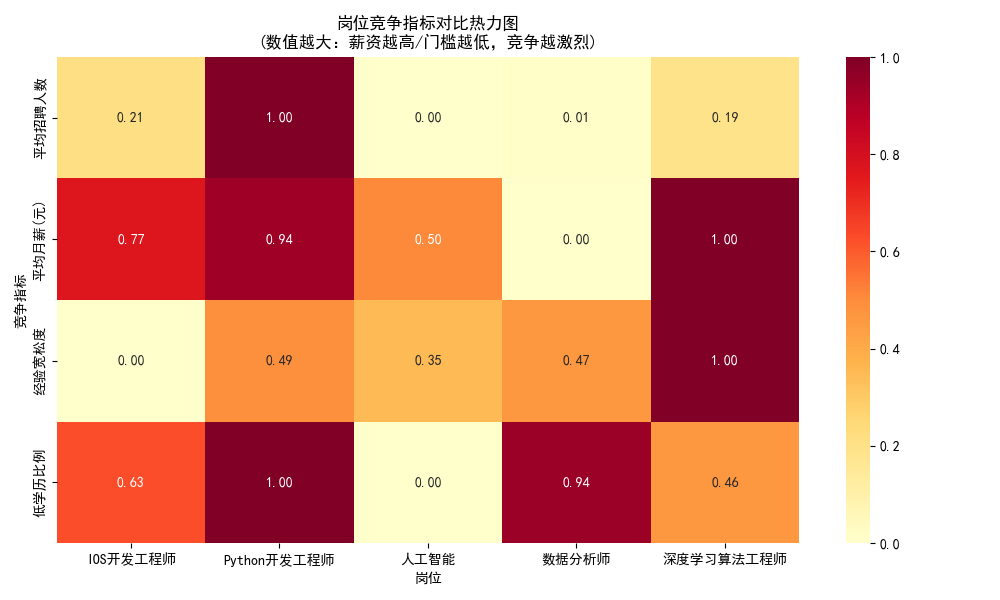 岗位竞争指标对比热力图
(数值越大：薪资越高/门槛越低，竞争越激烈)
竞争指标
平均招聘人数
0.21 1.00 0.00 0.01 0.19
平均月薪(元)
0.77 0.94 0.50 0.00 1.00
经验宽松度
0.00 0.49 0.35 0.47 1.00
低学历比例
0.63 1.00 0.00 0.94 0.46
IOS开发工程师 Python开发工程师 人工智能 数据分析师 深度学习算法工程师
岗位
1.0
0.8
0.6
0.4
0.2
0.0